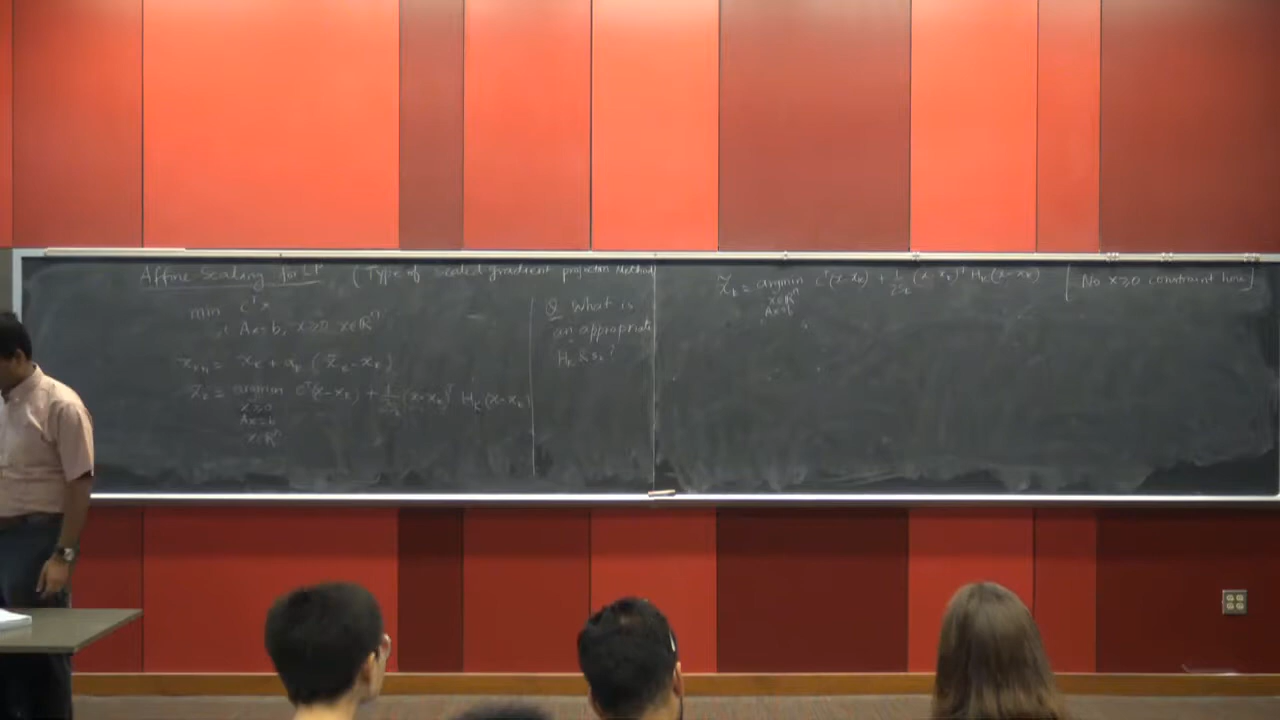 Affine Scaling for LP (Type of scaled gradient projection Method)
min cᵀx
s.t. Ax=b, x≥0 x∈ℝⁿ
x_{k+1} = x_k + α_k (x̄_k - x_k)
x̄_k = argmin cᵀ(x-x_k) + 1/(2s_k) (x-x_k)ᵀ H_k (x-x_k)
x≥0
Ax=b
x∈ℝⁿ
Q. What is
an appropriate
H_k & s_k?
x̃_k = argmin cᵀ(x-x_k) + 1/(2s_k) (x-x_k)ᵀ H_k (x-x_k) [No x≥0 constraint here]
x∈ℝⁿ
Ax=b